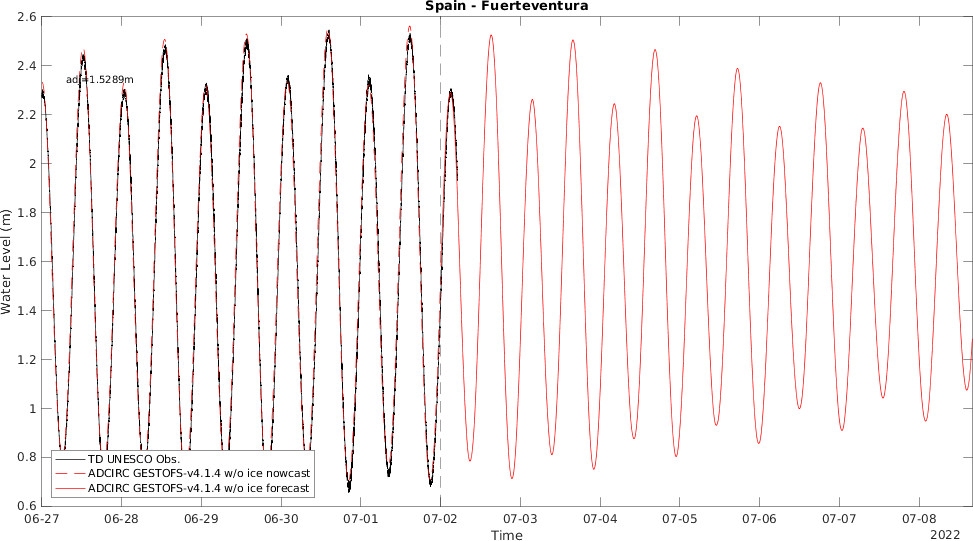 Spain - Fuerteventura
2.6
2.4
2.2
2
1.8
1.6
1.4
1.2
1
0.8
0.6
Water Level (m)
adj=1.5289m
TD UNESCO Obs.
ADCIRC GESTOFS-v4.1.4 w/o ice nowcast
ADCIRC GESTOFS-v4.1.4 w/o ice forecast
06-27 06-28 06-29 06-30 07-01 07-02 07-03 07-04 07-05 07-06 07-07 07-08
2022
Time